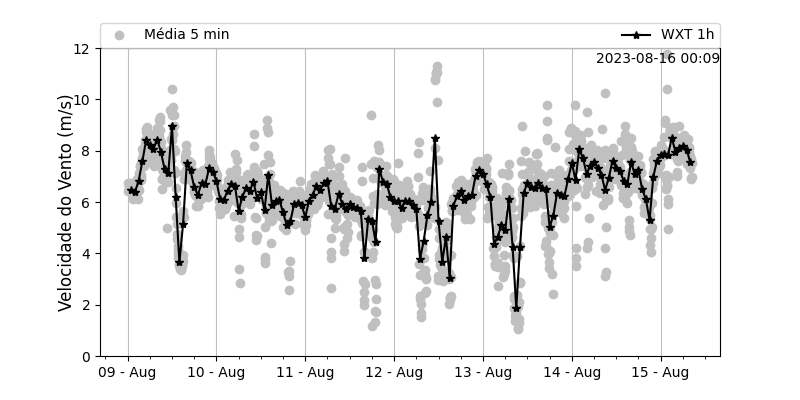 Média 5 min
WXT 1h
2023-08-16 00:09
Velocidade do Vento (m/s)
12
10
8
6
4
2
0
09 - Aug 10 - Aug 11 - Aug 12 - Aug 13 - Aug 14 - Aug 15 - Aug